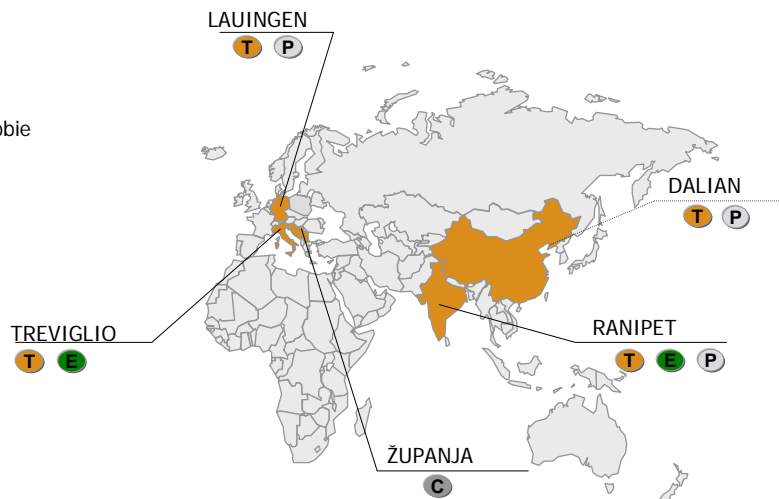 LAUINGEN
T P
DALIAN
T P
TREVIGLIO
T E
RANIPET
T E P
ŽUPANJA
C